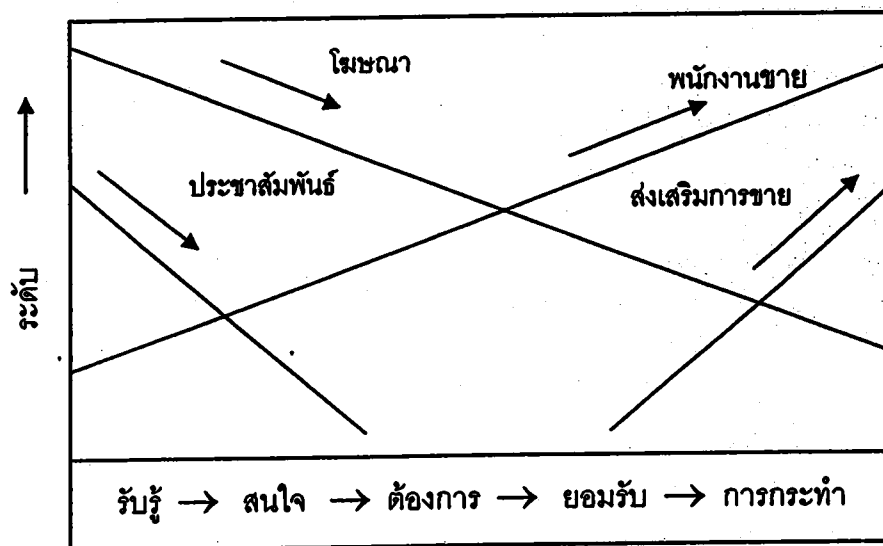 โฆษณา
พนักงานขาย
ประชาสัมพันธ์
ส่งเสริมการขาย
ระดับ
รับรู้ → สนใจ → ต้องการ → ยอมรับ → การกระทำ